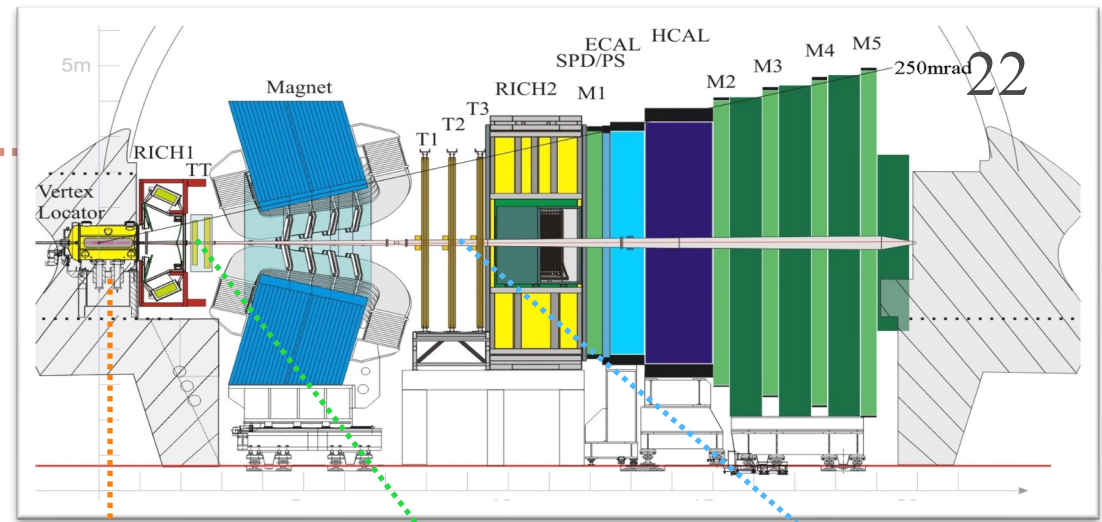 ECAL
HCAL
SPD/PS
M4
M5
M3
5m
M2
250mrad
22
Magnet
RICH2
M1
T3
T2
T1
RICH1
TT
Vertex
Locator